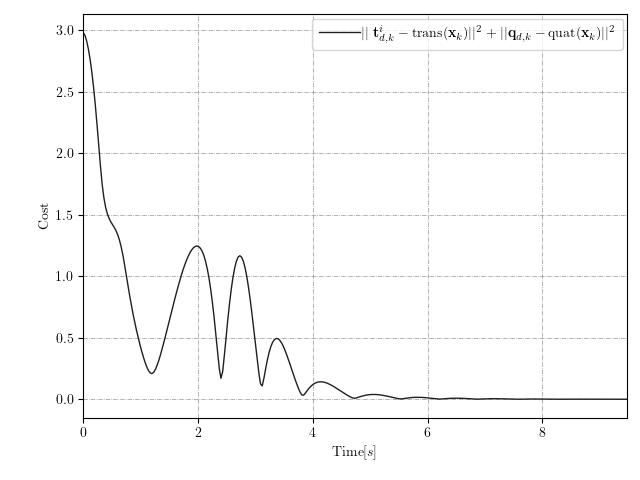 || t^i_{d,k} − trans(x_k)||² + ||q_{d,k} − quat(x_k)||²
3.0
2.5
2.0
1.5
1.0
0.5
0.0
Cost
0 2 4 6 8
Time[s]